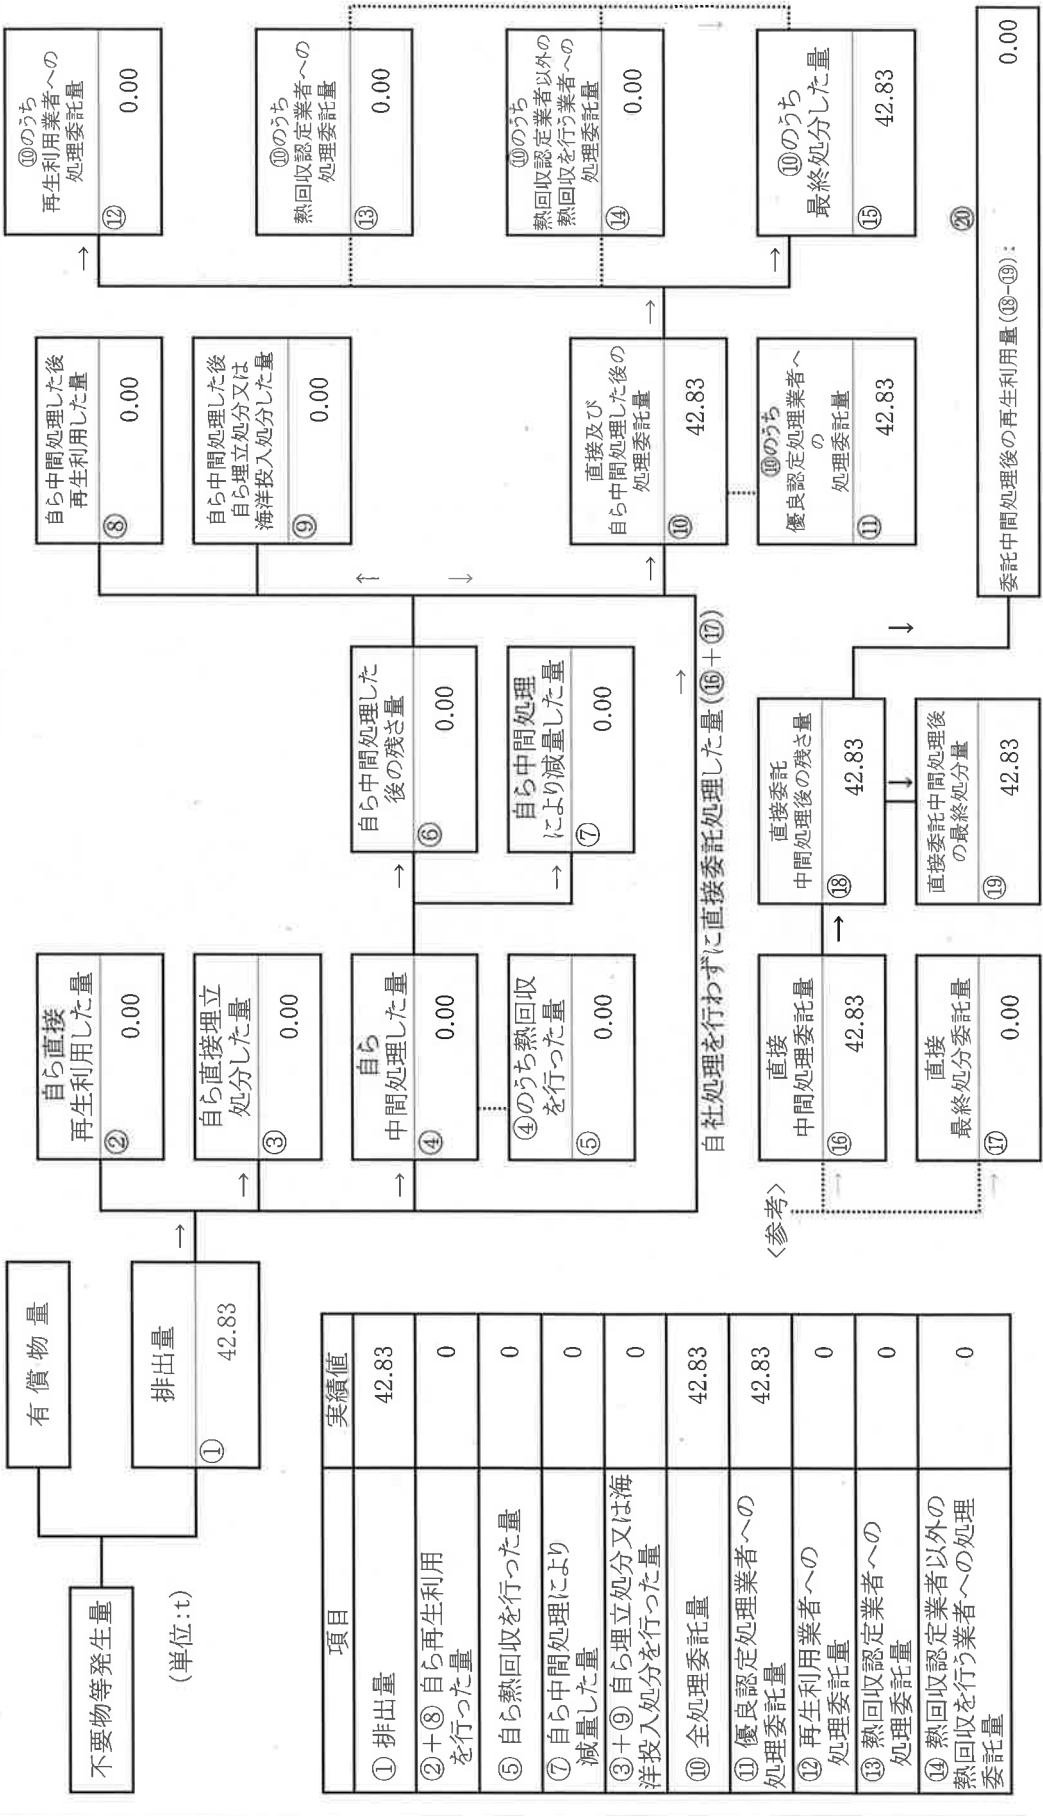 不要物等発生量
(単位:t)
有 償 物 量
排出量
①
42.83
自ら直接
再生利用した量
②
0.00
自ら直接埋立
処分した量
③
0.00
自ら
中間処理した量
④
0.00
④のうち熱回収
を行った量
⑤
0.00
自ら中間処理した
後の残さ量
⑥
0.00
自ら中間処理
により減量した量
⑦
0.00
自ら中間処理した後
再生利用した量
⑧
0.00
自ら中間処理した後
自ら埋立処分又は
海洋投入処分した量
⑨
0.00
直接及び
自ら中間処理した後の
処理委託量
⑩
42.83
⑩のうち
優良認定処理業者へ
の
処理委託量
⑪
42.83
⑩のうち
再生利用業者への
処理委託量
⑫
0.00
⑩のうち
熱回収認定業者への
処理委託量
⑬
0.00
⑩のうち
熱回収認定業者以外の
熱回収を行う業者への
処理委託量
⑭
0.00
⑩のうち
最終処分した量
⑮
42.83
自社処理を行わずに直接委託処理した量(⑯+⑰)
<参考>
直接
中間処理委託量
⑯
42.83
直接
最終処分委託量
⑰
0.00
直接委託
中間処理後の残さ量
⑱
42.83
直接委託中間処理後
の最終処分量
⑲
42.83
⑳
委託中間処理後の再生利用量(⑱-⑲): 0.00
項目 実績値
① 排出量 42.83
②+⑧ 自ら再生利用
を行った量 0
⑤ 自ら熱回収を行った量 0
⑦ 自ら中間処理により
減量した量 0
③+⑨ 自ら埋立処分又は海
洋投入処分を行った量 0
⑩ 全処理委託量 42.83
⑪ 優良認定処理業者への
処理委託量 42.83
⑫ 再生利用業者への
処理委託量 0
⑬ 熱回収認定業者への
処理委託量 0
⑭ 熱回収認定業者以外の
熱回収を行う業者への処理
委託量 0